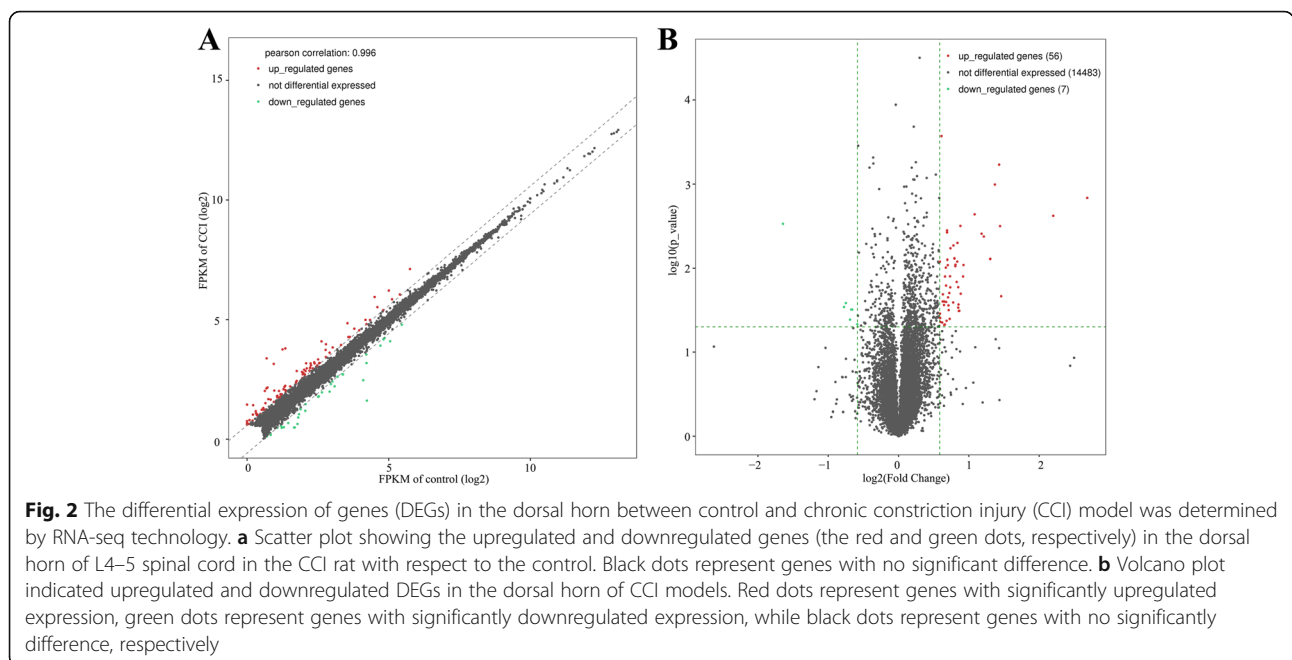 A
pearson correlation: 0.996
up_regulated genes
not differential expressed
down_regulated genes
15
10
5
0
FPKM of CCI (log2)
0
5
10
FPKM of control (log2)
B
up_regulated genes (56)
not differential expressed (14483)
down_regulated genes (7)
4
3
2
1
0
log10(p_value)
−2
−1
0
1
2
log2(Fold Change)
Fig. 2 The differential expression of genes (DEGs) in the dorsal horn between control and chronic constriction injury (CCI) model was determined
by RNA-seq technology. a Scatter plot showing the upregulated and downregulated genes (the red and green dots, respectively) in the dorsal
horn of L4–5 spinal cord in the CCI rat with respect to the control. Black dots represent genes with no significant difference. b Volcano plot
indicated upregulated and downregulated DEGs in the dorsal horn of CCI models. Red dots represent genes with significantly upregulated
expression, green dots represent genes with significantly downregulated expression, while black dots represent genes with no significantly
difference, respectively